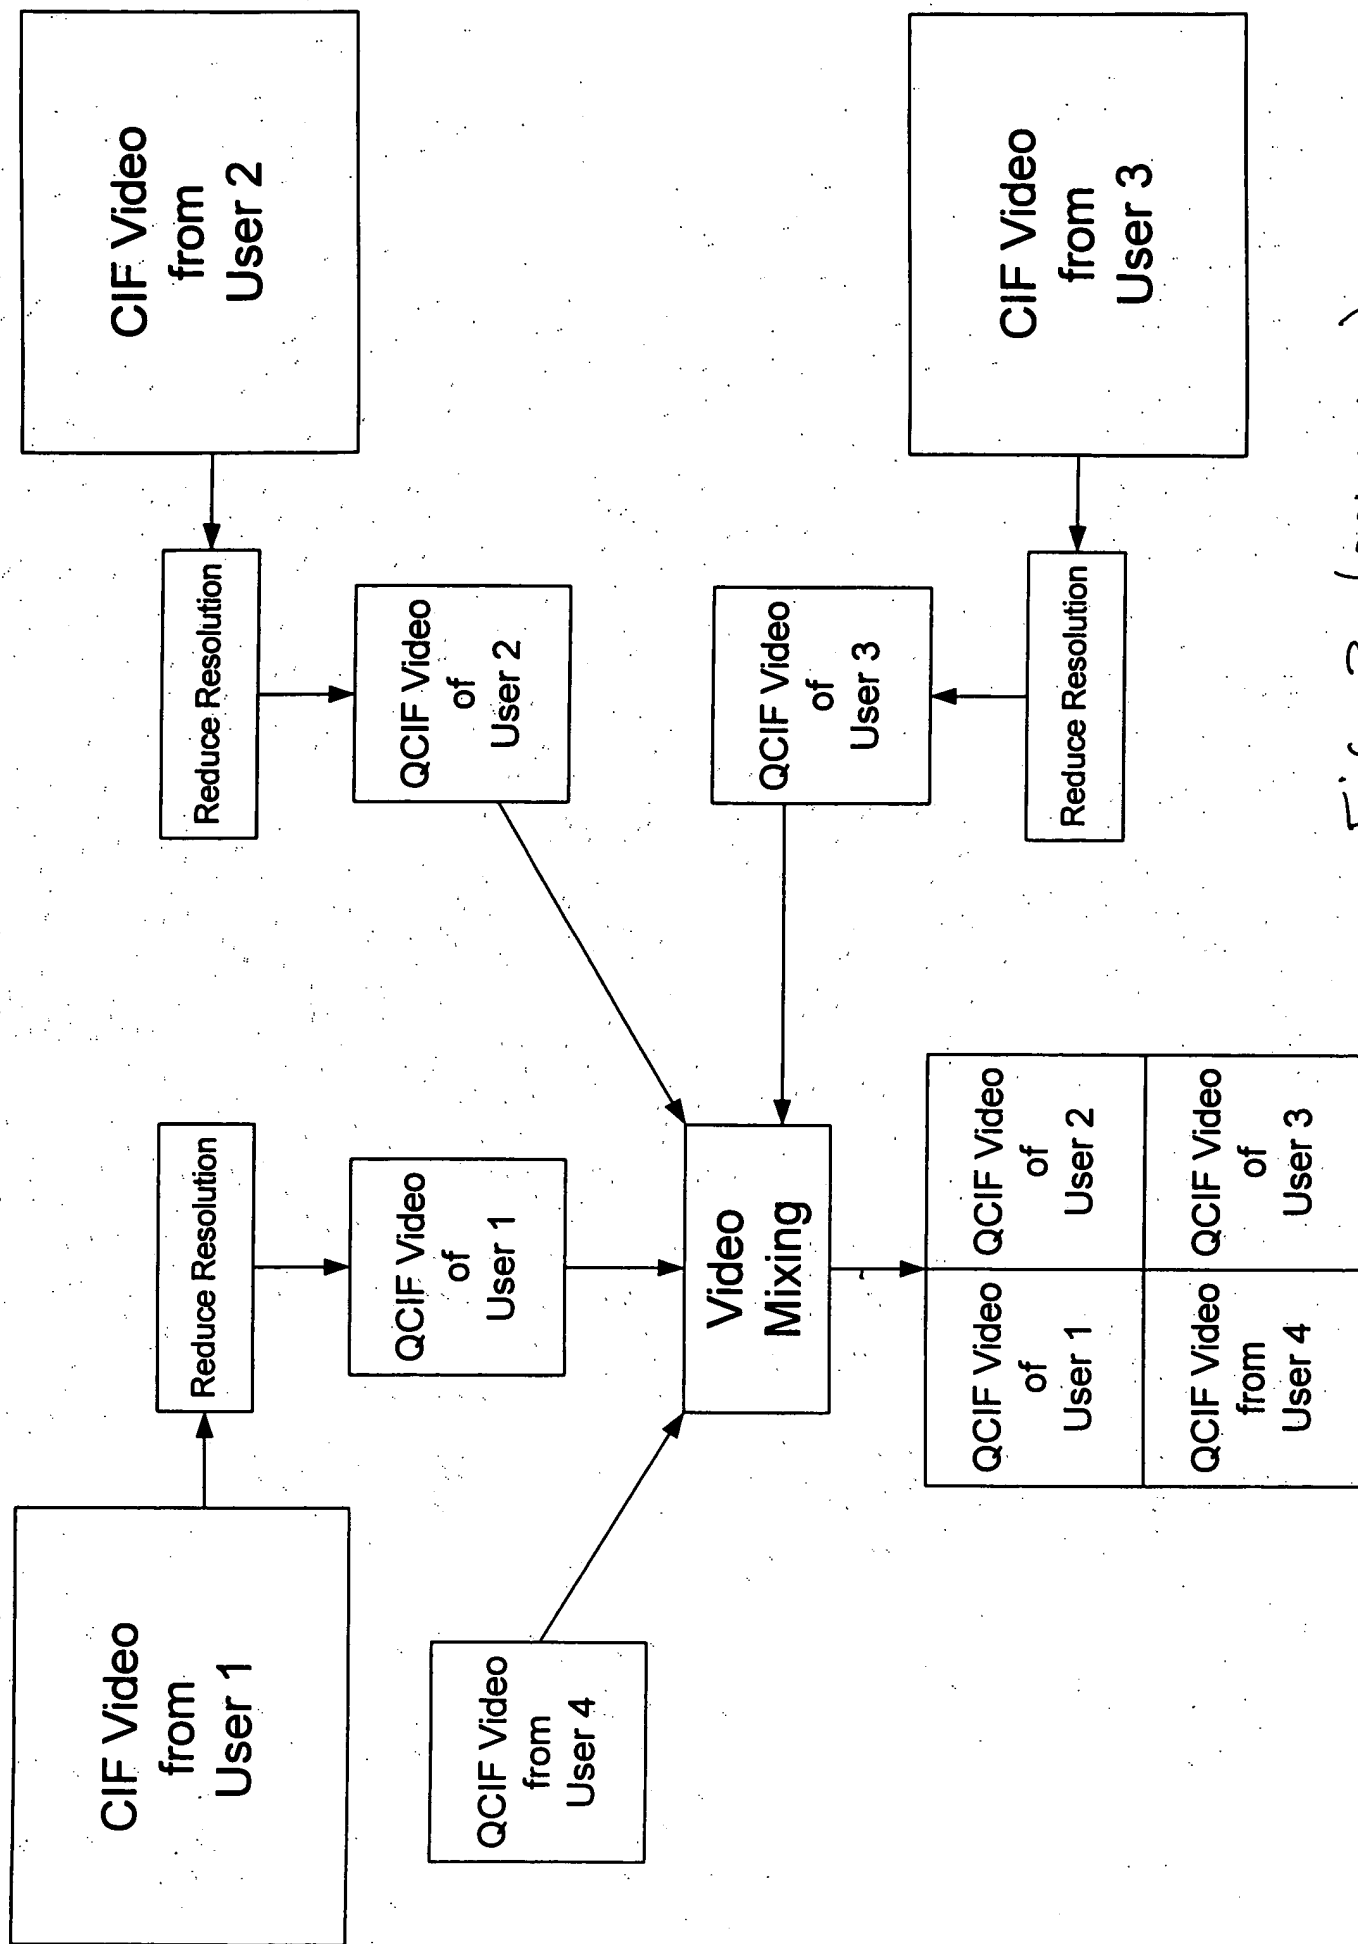 CIF Video
from
User 1
Reduce Resolution
QCIF Video
of
User 1
CIF Video
from
User 2
Reduce Resolution
QCIF Video
of
User 2
QCIF Video
from
User 4
Video
Mixing
QCIF Video
of
User 3
Reduce Resolution
CIF Video
from
User 3
QCIF Video
of
User 1
QCIF Video
of
User 2
QCIF Video
from
User 4
QCIF Video
of
User 3